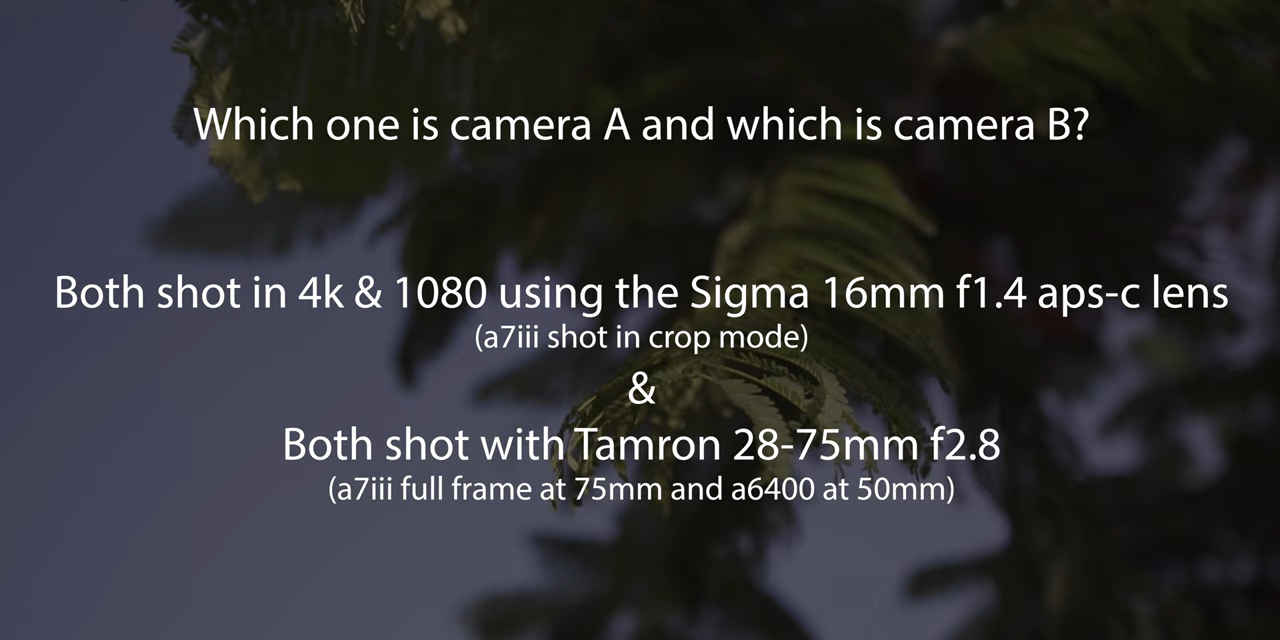 Which one is camera A and which is camera B?
Both shot in 4k & 1080 using the Sigma 16mm f1.4 aps-c lens
(a7iii shot in crop mode)
&
Both shot with Tamron 28-75mm f2.8
(a7iii full frame at 75mm and a6400 at 50mm)